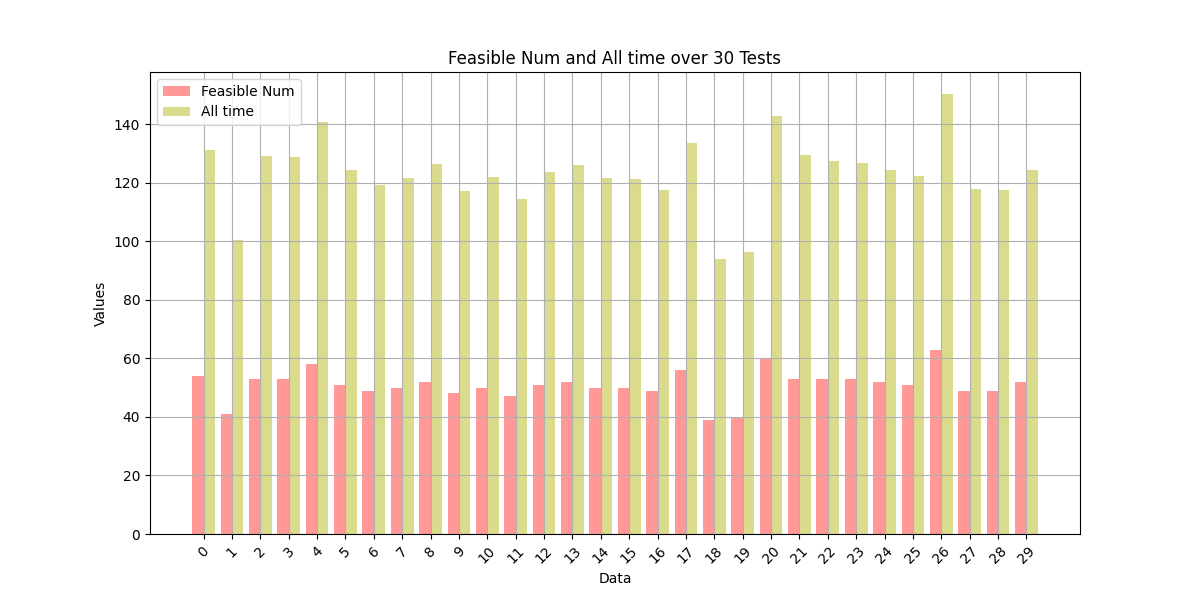 Feasible Num and All time over 30 Tests
Feasible Num
All time
140
120
100
80
60
40
20
0
Values
0 1 2 3 4 5 6 7 8 9 10 11 12 13 14 15 16 17 18 19 20 21 22 23 24 25 26 27 28 29
Data